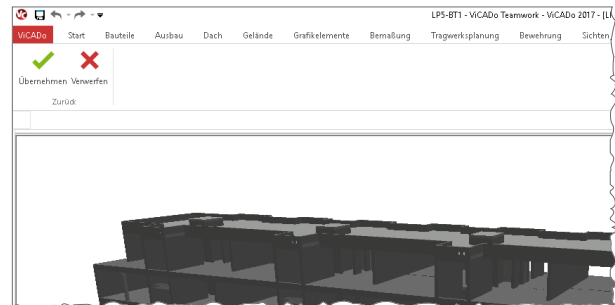 LP5-BT1 - ViCADo Teamwork - ViCADo 2017 -
ViCADo Start Bauteile Ausbau Dach Gelände Grafikelemente Bemaßung Tragwerksplanung Bewehrung Sichten
Übernehmen Verwerfen
Zurück